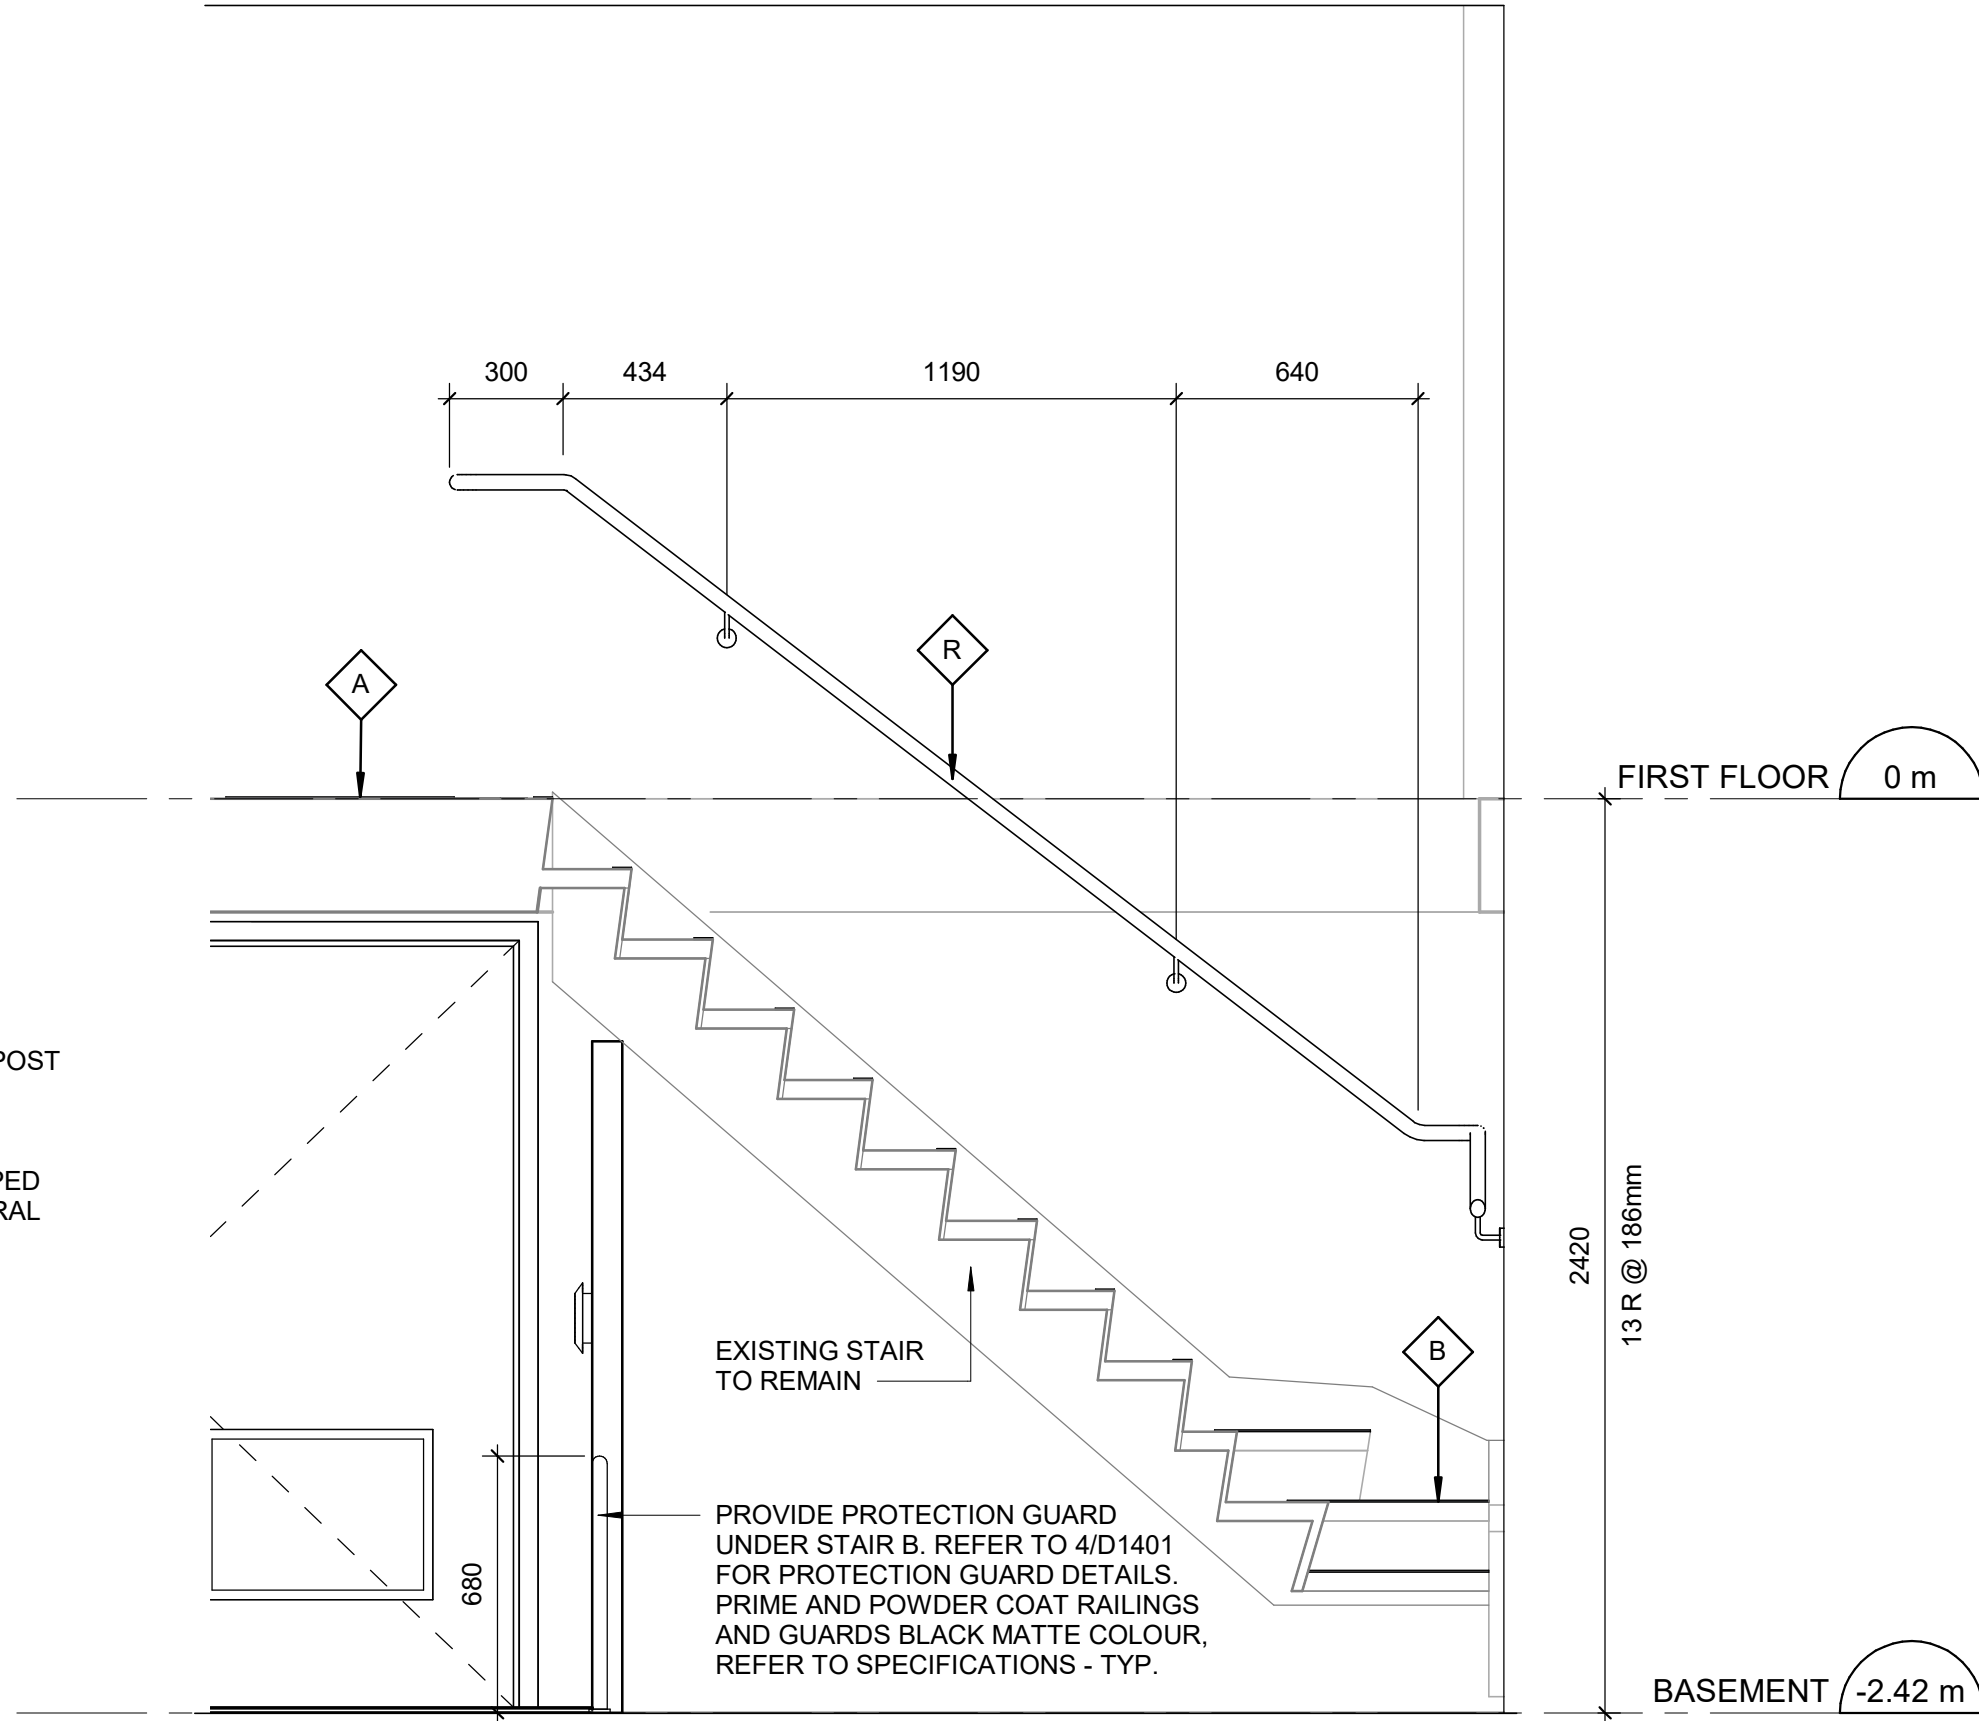 300
434
1190
640
R
A
FIRST FLOOR
0 m
POST
PED
RAL
13 R @ 186mm
2420
EXISTING STAIR
TO REMAIN
B
PROVIDE PROTECTION GUARD
UNDER STAIR B. REFER TO 4/D1401
FOR PROTECTION GUARD DETAILS.
PRIME AND POWDER COAT RAILINGS
AND GUARDS BLACK MATTE COLOUR,
REFER TO SPECIFICATIONS - TYP.
680
BASEMENT
-2.42 m